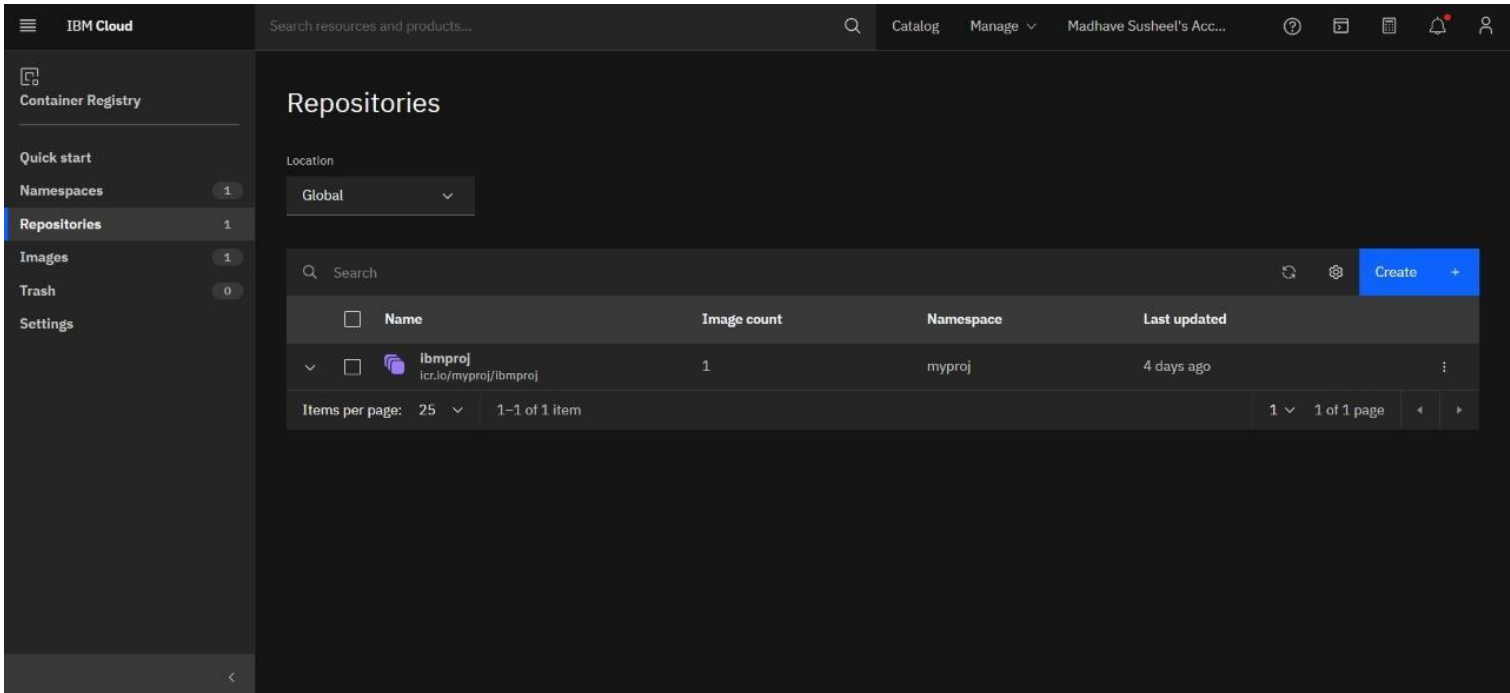 IBM Cloud
Search resources and products...
Catalog
Manage
Madhave Susheel's Acc...
Container Registry
Quick start
Namespaces 1
Repositories 1
Images 1
Trash 0
Settings
Repositories
Location
Global
Search
Create +
Name Image count Namespace Last updated
ibmproj
icr.io/myproj/ibmproj
1 myproj 4 days ago
Items per page: 25 1–1 of 1 item 1 1 of 1 page